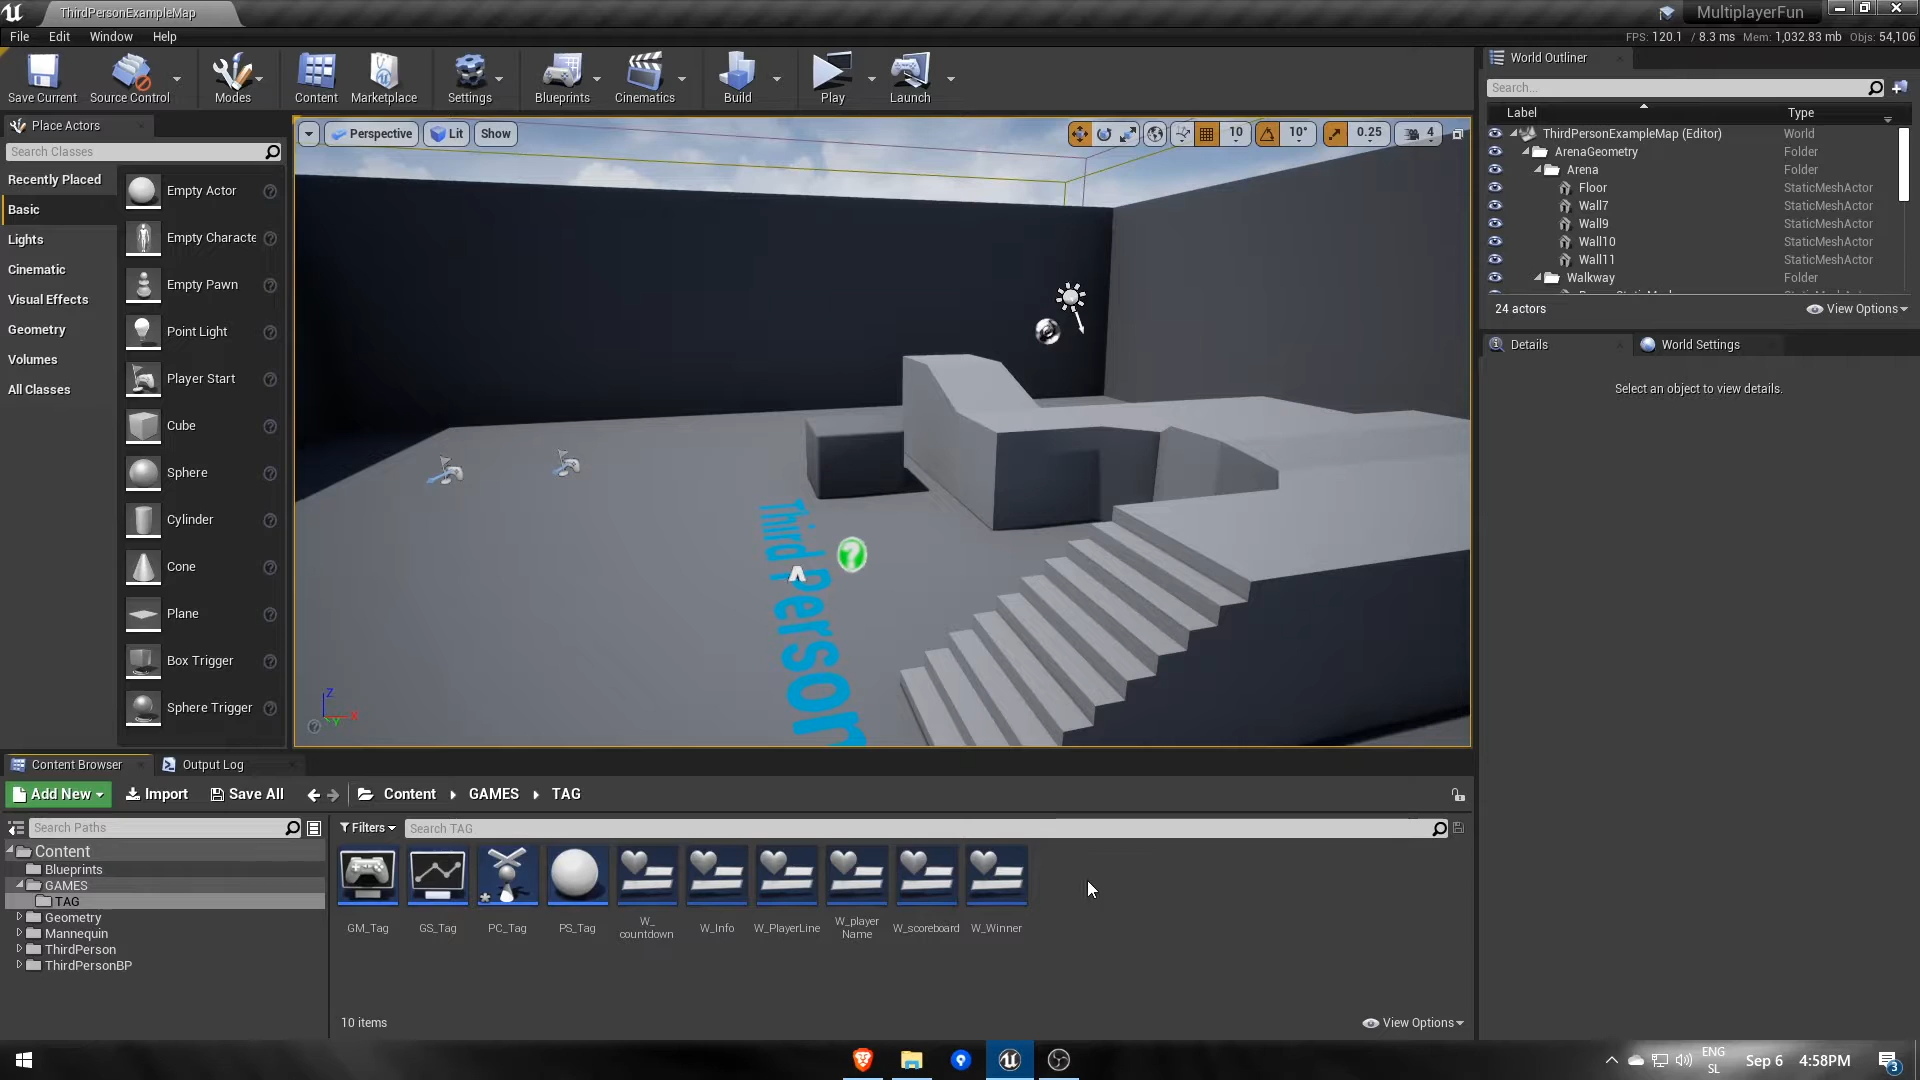 ThirdPersonExampleMap
MultiplayerFun
File Edit Window Help
FPS: 120.1 / 8.3 ms Mem: 1,032.83 mb Objs: 54,106
Save Current
Source Control
Modes
Content
Marketplace
Settings
Blueprints
Cinematics
Build
Play
Launch
Place Actors
Search Classes
Recently Placed
Basic
Lights
Cinematic
Visual Effects
Geometry
Volumes
All Classes
Empty Actor
Empty Characte
Empty Pawn
Point Light
Player Start
Cube
Sphere
Cylinder
Cone
Plane
Box Trigger
Sphere Trigger
Perspective Lit Show
10 10° 0.25 4
ThirdPerson
Z
X
Y
World Outliner
Search...
Label Type
ThirdPersonExampleMap (Editor) World
ArenaGeometry Folder
Arena Folder
Floor StaticMeshActor
Wall7 StaticMeshActor
Wall9 StaticMeshActor
Wall10 StaticMeshActor
Wall11 StaticMeshActor
Walkway Folder
24 actors
View Options
Details
World Settings
Select an object to view details.
Content Browser
Output Log
Add New Import Save All Content GAMES TAG
Search Paths
Filters
Search TAG
Content
Blueprints
GAMES
TAG
Geometry
Mannequin
ThirdPerson
ThirdPersonBP
GM_Tag
GS_Tag
PC_Tag
PS_Tag
W_
countdown
W_Info
W_PlayerLine
W_player
Name
W_scoreboard
W_Winner
10 items
View Options
ENG
SL
Sep 6 4:58PM
3